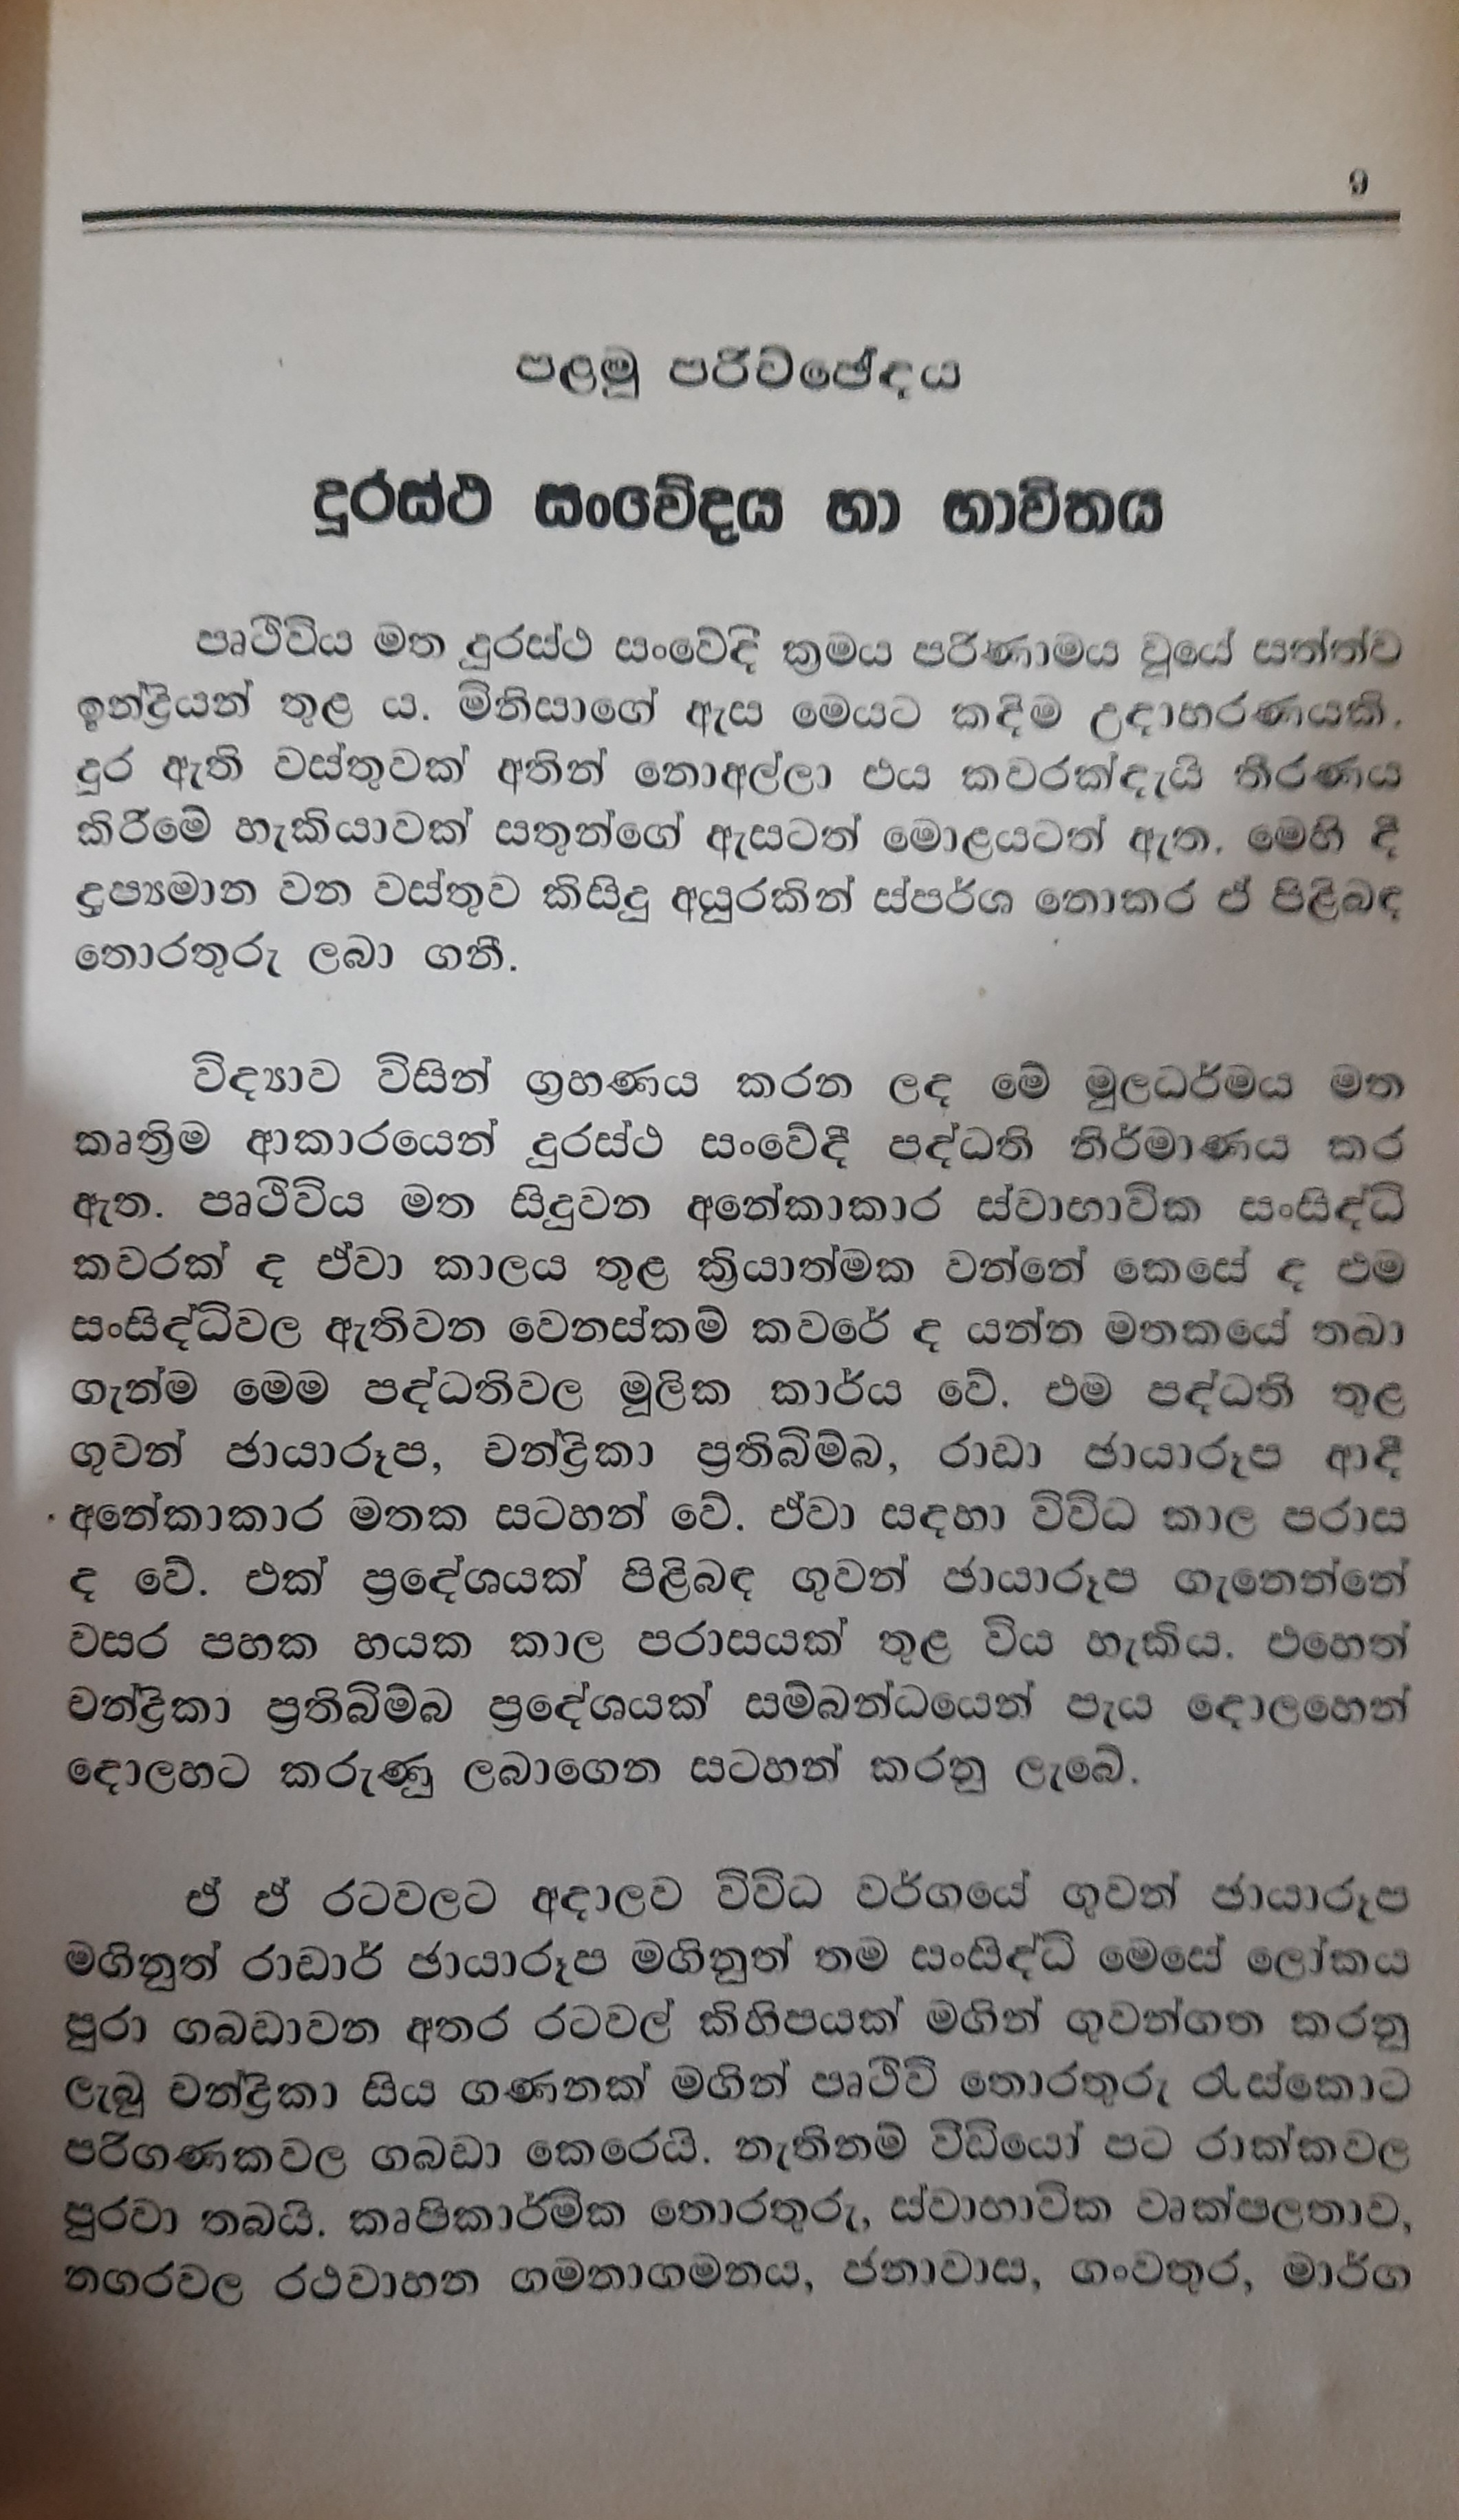 9
පළමු පරිච්ඡේදය
දූරස්ථ සංවේදය හා භාවිතය
පෘථිවිය මත දූරස්ථ සංවේදී ක්‍රමය පරිණාමය වූයේ සත්ත්ව
ඉන්ද්‍රියන් තුළ ය. මිනිසාගේ ඇස මෙයට කදිම උදාහරණයකි.
දුර ඇති වස්තුවක් අතින් නොඅල්ලා එය කවරක්දැයි තීරණය
කිරීමේ හැකියාවක් සතුන්ගේ ඇසටත් මොළයටත් ඇත. මෙහි දී
ද්‍රෂ්‍යමාන වන වස්තුව කිසිදු අයුරකින් ස්පර්ශ නොකර ඒ පිළිබඳ
තොරතුරු ලබා ගනී.
විද්‍යාව විසින් ග්‍රහණය කරන ලද මේ මූලධර්මය මත
කෘත්‍රිම ආකාරයෙන් දුරස්ථ සංවේදී පද්ධති නිර්මාණය කර
ඇත. පෘථිවිය මත සිදුවන අනේකාකාර ස්වාභාවික සංසිද්ධි
කවරක් ද ඒවා කාලය තුළ ක්‍රියාත්මක වන්නේ කෙසේ ද එම
සංසිද්ධිවල ඇතිවන වෙනස්කම් කවරේ ද යන්න මතකයේ තබා
ගැන්ම මෙම පද්ධතිවල මූලික කාර්ය වේ. එම පද්ධති තුළ
ගුවන් ඡායාරූප, චන්ද්‍රිකා ප්‍රතිබිම්බ, රාඩා ඡායාරූප ආදී
අනේකාකාර මතක සටහන් වේ. ඒවා සඳහා විවිධ කාල පරාස
ද වේ. එක් ප්‍රදේශයක් පිළිබඳ ගුවන් ඡායාරූප ගැනෙන්නේ
වසර පහක හයක කාල පරාසයක් තුළ විය හැකිය. එහෙත්
චන්ද්‍රිකා ප්‍රතිබිම්බ ප්‍රදේශයක් සම්බන්ධයෙන් පැය දොලහෙන්
දොලහට කරුණු ලබාගෙන සටහන් කරනු ලැබේ.
ඒ ඒ රටවලට අදාලව විවිධ වර්ගයේ ගුවන් ඡායාරූප
මගිනුත් රාඩාර් ඡායාරූප මගිනුත් තම සංසිද්ධි මෙසේ ලෝකය
පුරා ගබඩාවන අතර රටවල් කිහිපයක් මගින් ගුවන්ගත කරනු
ලැබූ චන්ද්‍රිකා සිය ගණනක් මගින් පෘථිවි තොරතුරු රැස්කොට
පරිගණකවල ගබඩා කෙරෙයි. නැතිනම් වීඩියෝ පට රාක්කවල
පුරවා තබයි. කෘෂිකාර්මික තොරතුරු, ස්වාභාවික වෘක්ෂලතාව,
නගරවල රථවාහන ගමනාගමනය, ජනාවාස, ගංවතුර, මාර්ග